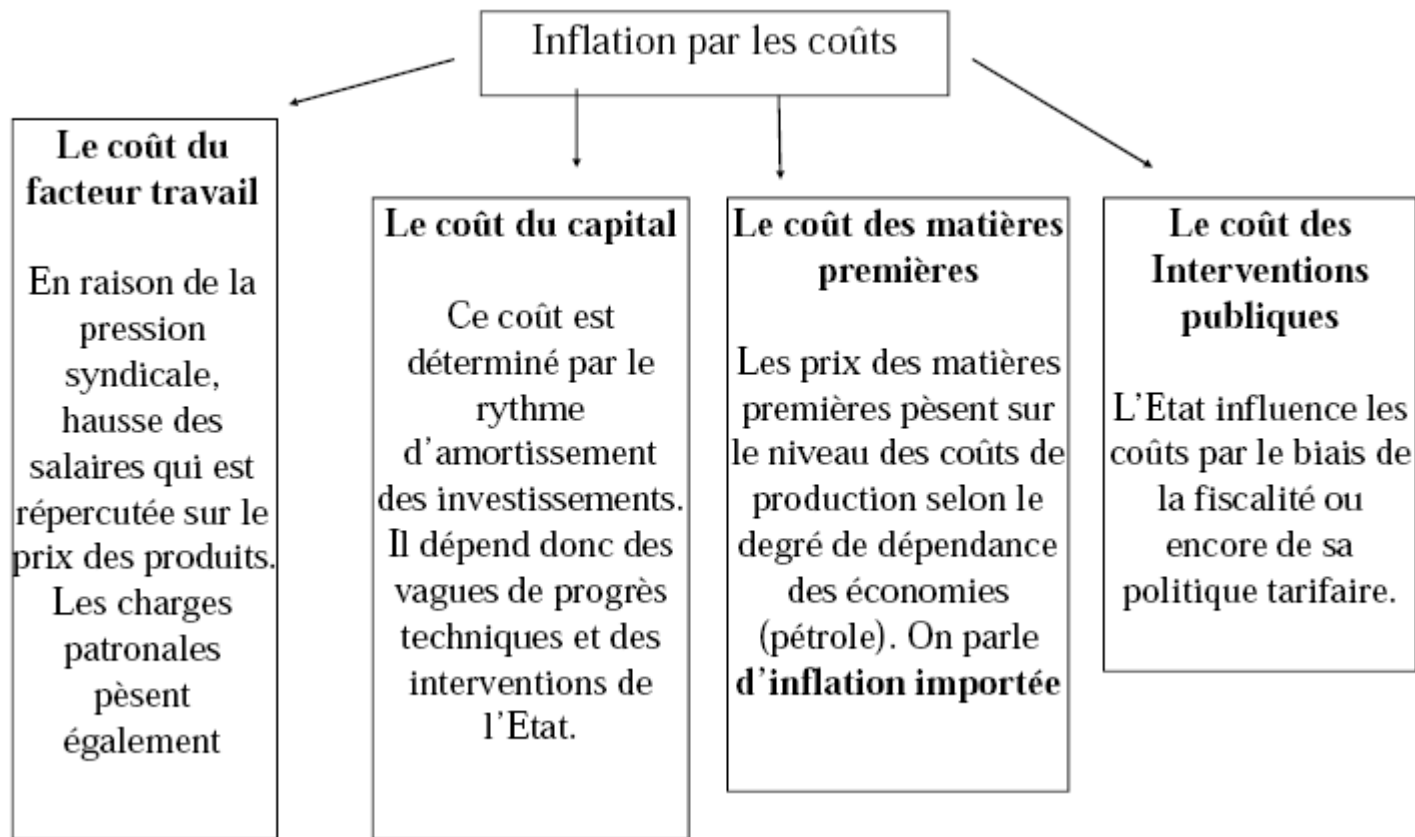 Inflation par les coûts
Le coût du
facteur travail
En raison de la
pression
syndicale,
hausse des
salaires qui est
répercutée sur le
prix des produits.
Les charges
patronales
pèsent
également
Le coût du capital
Ce coût est
déterminé par le
rythme
d’amortissement
des investissements.
Il dépend donc des
vagues de progrès
techniques et des
interventions de
l’Etat.
Le coût des matières
premières
Les prix des matières
premières pèsent sur
le niveau des coûts de
production selon le
degré de dépendance
des économies
(pétrole). On parle
d’inflation importée
Le coût des
Interventions
publiques
L’Etat influence les
coûts par le biais de
la fiscalité ou
encore de sa
politique tarifaire.